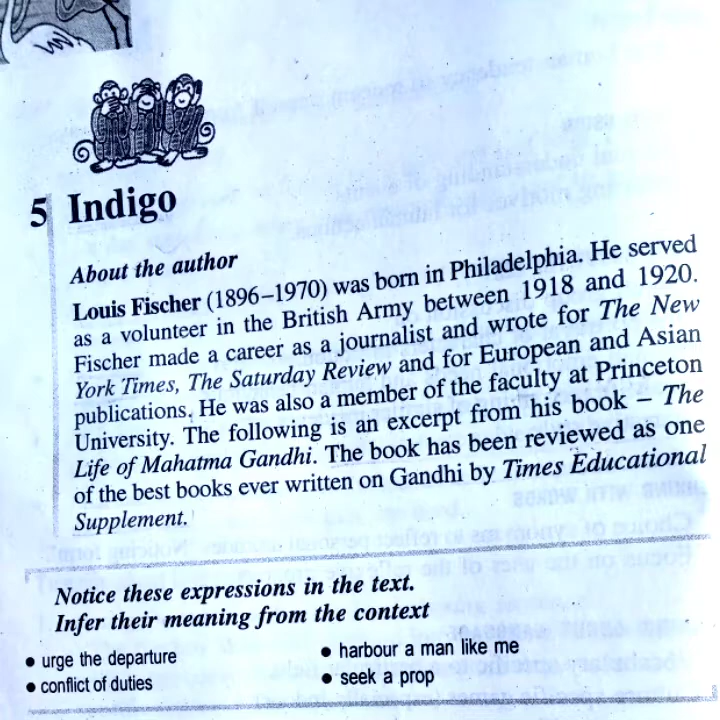 5 Indigo
About the author
Louis Fischer (1896–1970) was born in Philadelphia. He served
as a volunteer in the British Army between 1918 and 1920.
Fischer made a career as a journalist and wrote for The New
York Times, The Saturday Review and for European and Asian
publications. He was also a member of the faculty at Princeton
University. The following is an excerpt from his book – The
Life of Mahatma Gandhi. The book has been reviewed as one
of the best books ever written on Gandhi by Times Educational
Supplement.
Notice these expressions in the text.
Infer their meaning from the context
• urge the departure
• conflict of duties
• harbour a man like me
• seek a prop